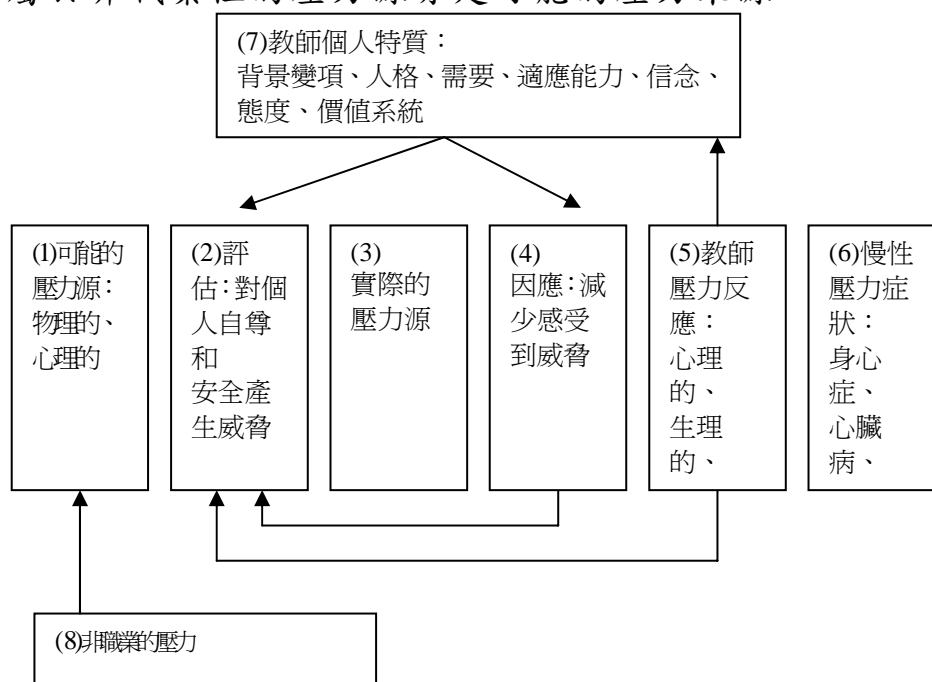 (7)教師個人特質：
背景變項、人格、需要、適應能力、信念、
態度、價值系統
(1)可能的
壓力源：
物理的、
心理的
(2)評
估：對個
人自尊
和
安全產
生威脅
(3)
實際的
壓力源
(4)
因應：減
少感受
到威脅
(5)教師
壓力反
應：
心理
的、
生理
的、
(6)慢性
壓力症
狀：
身心
症、
心臟
病、
(8)非職業的壓力